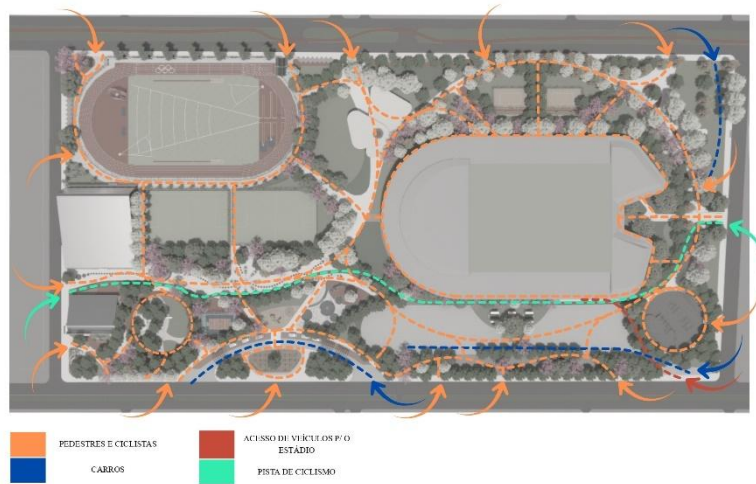 PEDESTRES E CICLISTAS
CARROS
ACESSO DE VEÍCULOS P/ O
ESTÁDIO
PISTA DE CICLISMO